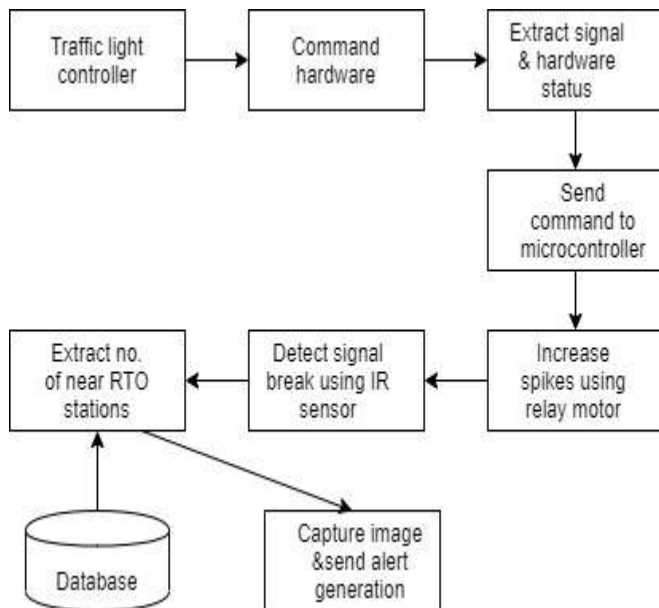 Traffic light
controller
Command
hardware
Extract signal
& hardware
status
Send
command to
microcontroller
Increase
spikes using
relay motor
Detect signal
break using IR
sensor
Extract no.
of near RTO
stations
Database
Capture image
&send alert
generation